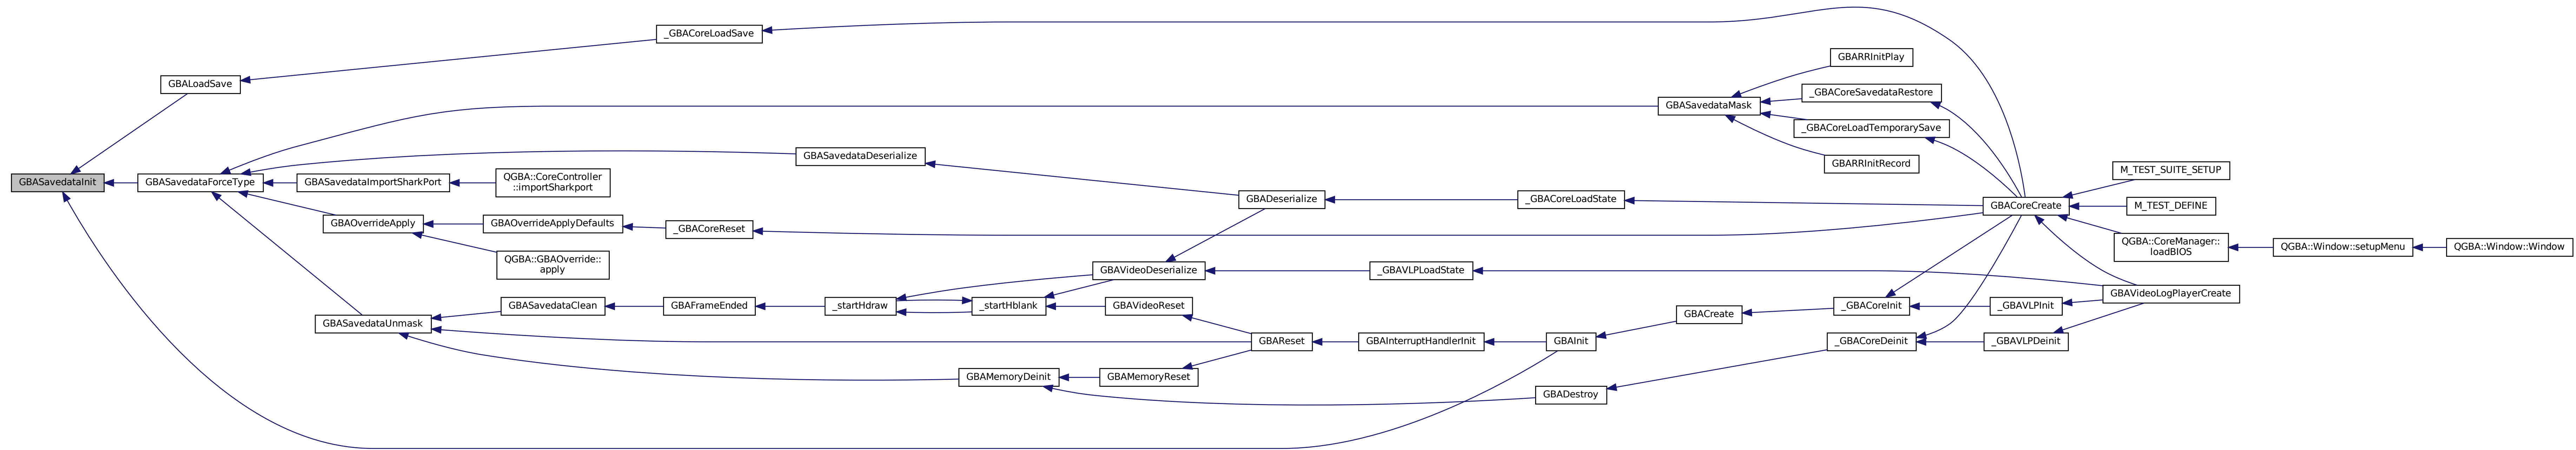 _GBACoreLoadSave
GBALoadSave
GBASavedataInit
GBASavedataForceType
GBASavedataImportSharkPort
QGBA::CoreController
::importSharkport
GBAOverrideApply
GBAOverrideApplyDefaults
_GBACoreReset
QGBA::GBAOverride::
apply
GBASavedataUnmask
GBASavedataClean
GBAFrameEnded
_startHdraw
_startHblank
GBASavedataDeserialize
GBAVideoDeserialize
GBAVideoReset
GBAMemoryDeinit
GBAMemoryReset
GBADeserialize
GBAReset
_GBAVLPLoadState
GBAInterruptHandlerInit
_GBACoreLoadState
GBAInit
GBADestroy
GBASavedataMask
GBACreate
GBARRInitPlay
_GBACoreSavedataRestore
_GBACoreLoadTemporarySave
GBARRInitRecord
_GBACoreInit
_GBACoreDeinit
GBACoreCreate
_GBAVLPInit
_GBAVLPDeinit
M_TEST_SUITE_SETUP
M_TEST_DEFINE
QGBA::CoreManager::
loadBIOS
GBAVideoLogPlayerCreate
QGBA::Window::setupMenu
QGBA::Window::Window